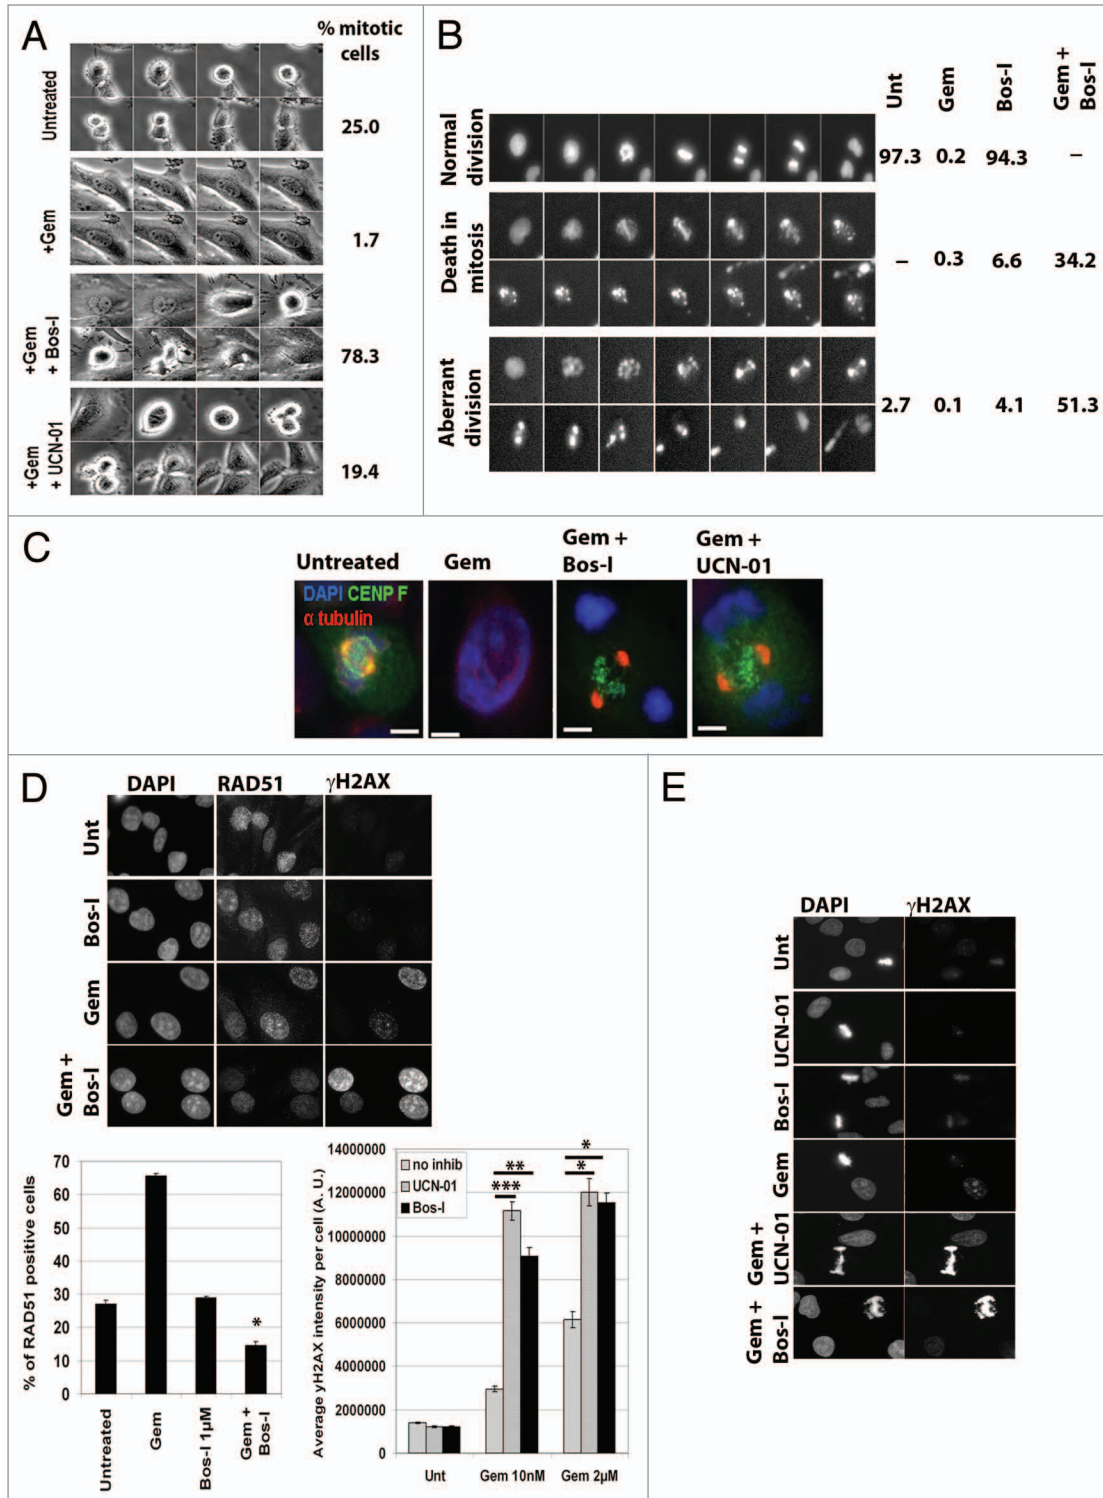 A
% mitotic
cells
Untreated
25.0
+Gem
1.7
+Gem
+ Bos-I
78.3
+Gem
+ UCN-01
19.4
B
Unt
Gem
Bos-I
Gem +
Bos-I
Normal
division
97.3 0.2 94.3 –
Death in
mitosis
– 0.3 6.6 34.2
Aberrant
division
2.7 0.1 4.1 51.3
C
Untreated
Gem
Gem +
Bos-I
Gem +
UCN-01
DAPI CENP F
α tubulin
D
DAPI RAD51 γH2AX
Unt
Bos-I
Gem
Gem +
Bos-I
% of RAD51 positive cells
70
60
50
40
30
20
10
0
*
Untreated
Gem
Bos-I 1µM
Gem +
Bos-I
Average yH2AX intensity per cell (A. U.)
14000000
12000000
10000000
8000000
6000000
4000000
2000000
0
no inhib
UCN-01
Bos-I
**
***
*
*
Unt Gem 10nM Gem 2µM
E
DAPI γH2AX
Unt
UCN-01
Bos-I
Gem
Gem +
UCN-01
Gem +
Bos-I